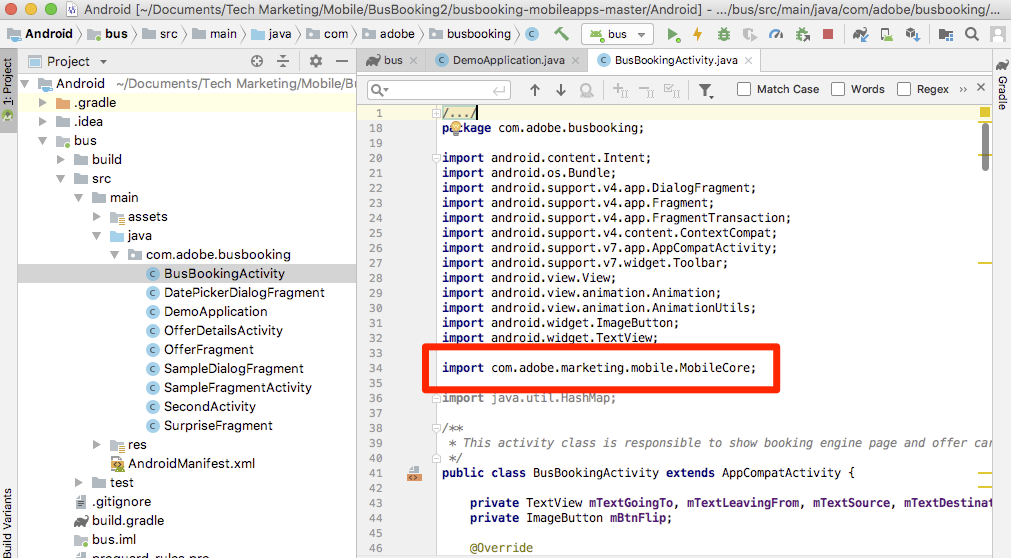 Android [~/Documents/Tech Marketing/Mobile/BusBooking2/busbooking-mobileapps-master/Android] - .../bus/src/main/java/com/adobe/busbooking/...
Android bus src main java com adobe busbooking C bus
1: Project
Project
bus DemoApplication.java BusBookingActivity.java
Gradle
Android ~/Documents/Tech Marketing/Mobile/Bu
.gradle
.idea
bus
build
src
main
assets
java
com.adobe.busbooking
BusBookingActivity
DatePickerDialogFragment
DemoApplication
OfferDetailsActivity
OfferFragment
SampleDialogFragment
SampleFragmentActivity
SecondActivity
SurpriseFragment
res
AndroidManifest.xml
test
.gitignore
build.gradle
bus.iml
proguard-rules.pro
Build Variants
Match Case Words Regex
1 /.../
18 package com.adobe.busbooking;
19
20 import android.content.Intent;
21 import android.os.Bundle;
22 import android.support.v4.app.DialogFragment;
23 import android.support.v4.app.Fragment;
24 import android.support.v4.app.FragmentTransaction;
25 import android.support.v4.content.ContextCompat;
26 import android.support.v7.app.AppCompatActivity;
27 import android.support.v7.widget.Toolbar;
28 import android.view.View;
29 import android.view.animation.Animation;
30 import android.view.animation.AnimationUtils;
31 import android.widget.ImageButton;
32 import android.widget.TextView;
33
34 import com.adobe.marketing.mobile.MobileCore;
35
36 import java.util.HashMap;
37
38 /**
39 * This activity class is responsible to show booking engine page and offer car
40 */
41 public class BusBookingActivity extends AppCompatActivity {
42
43 private TextView mTextGoingTo, mTextLeavingFrom, mTextSource, mTextDestinat
44 private ImageButton mBtnFlip;
45
46 @Override